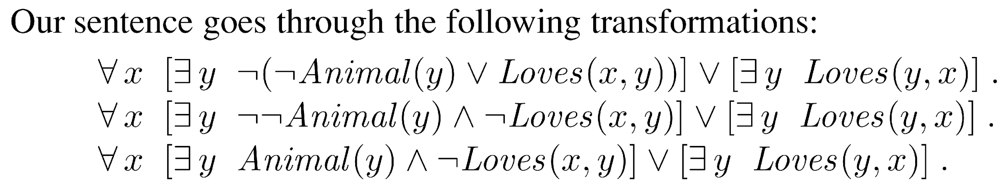 Our sentence goes through the following transformations:
∀ x [∃ y ¬(¬Animal(y) ∨ Loves(x, y))] ∨ [∃ y Loves(y, x)] .
∀ x [∃ y ¬¬Animal(y) ∧ ¬Loves(x, y)] ∨ [∃ y Loves(y, x)] .
∀ x [∃ y Animal(y) ∧ ¬Loves(x, y)] ∨ [∃ y Loves(y, x)] .